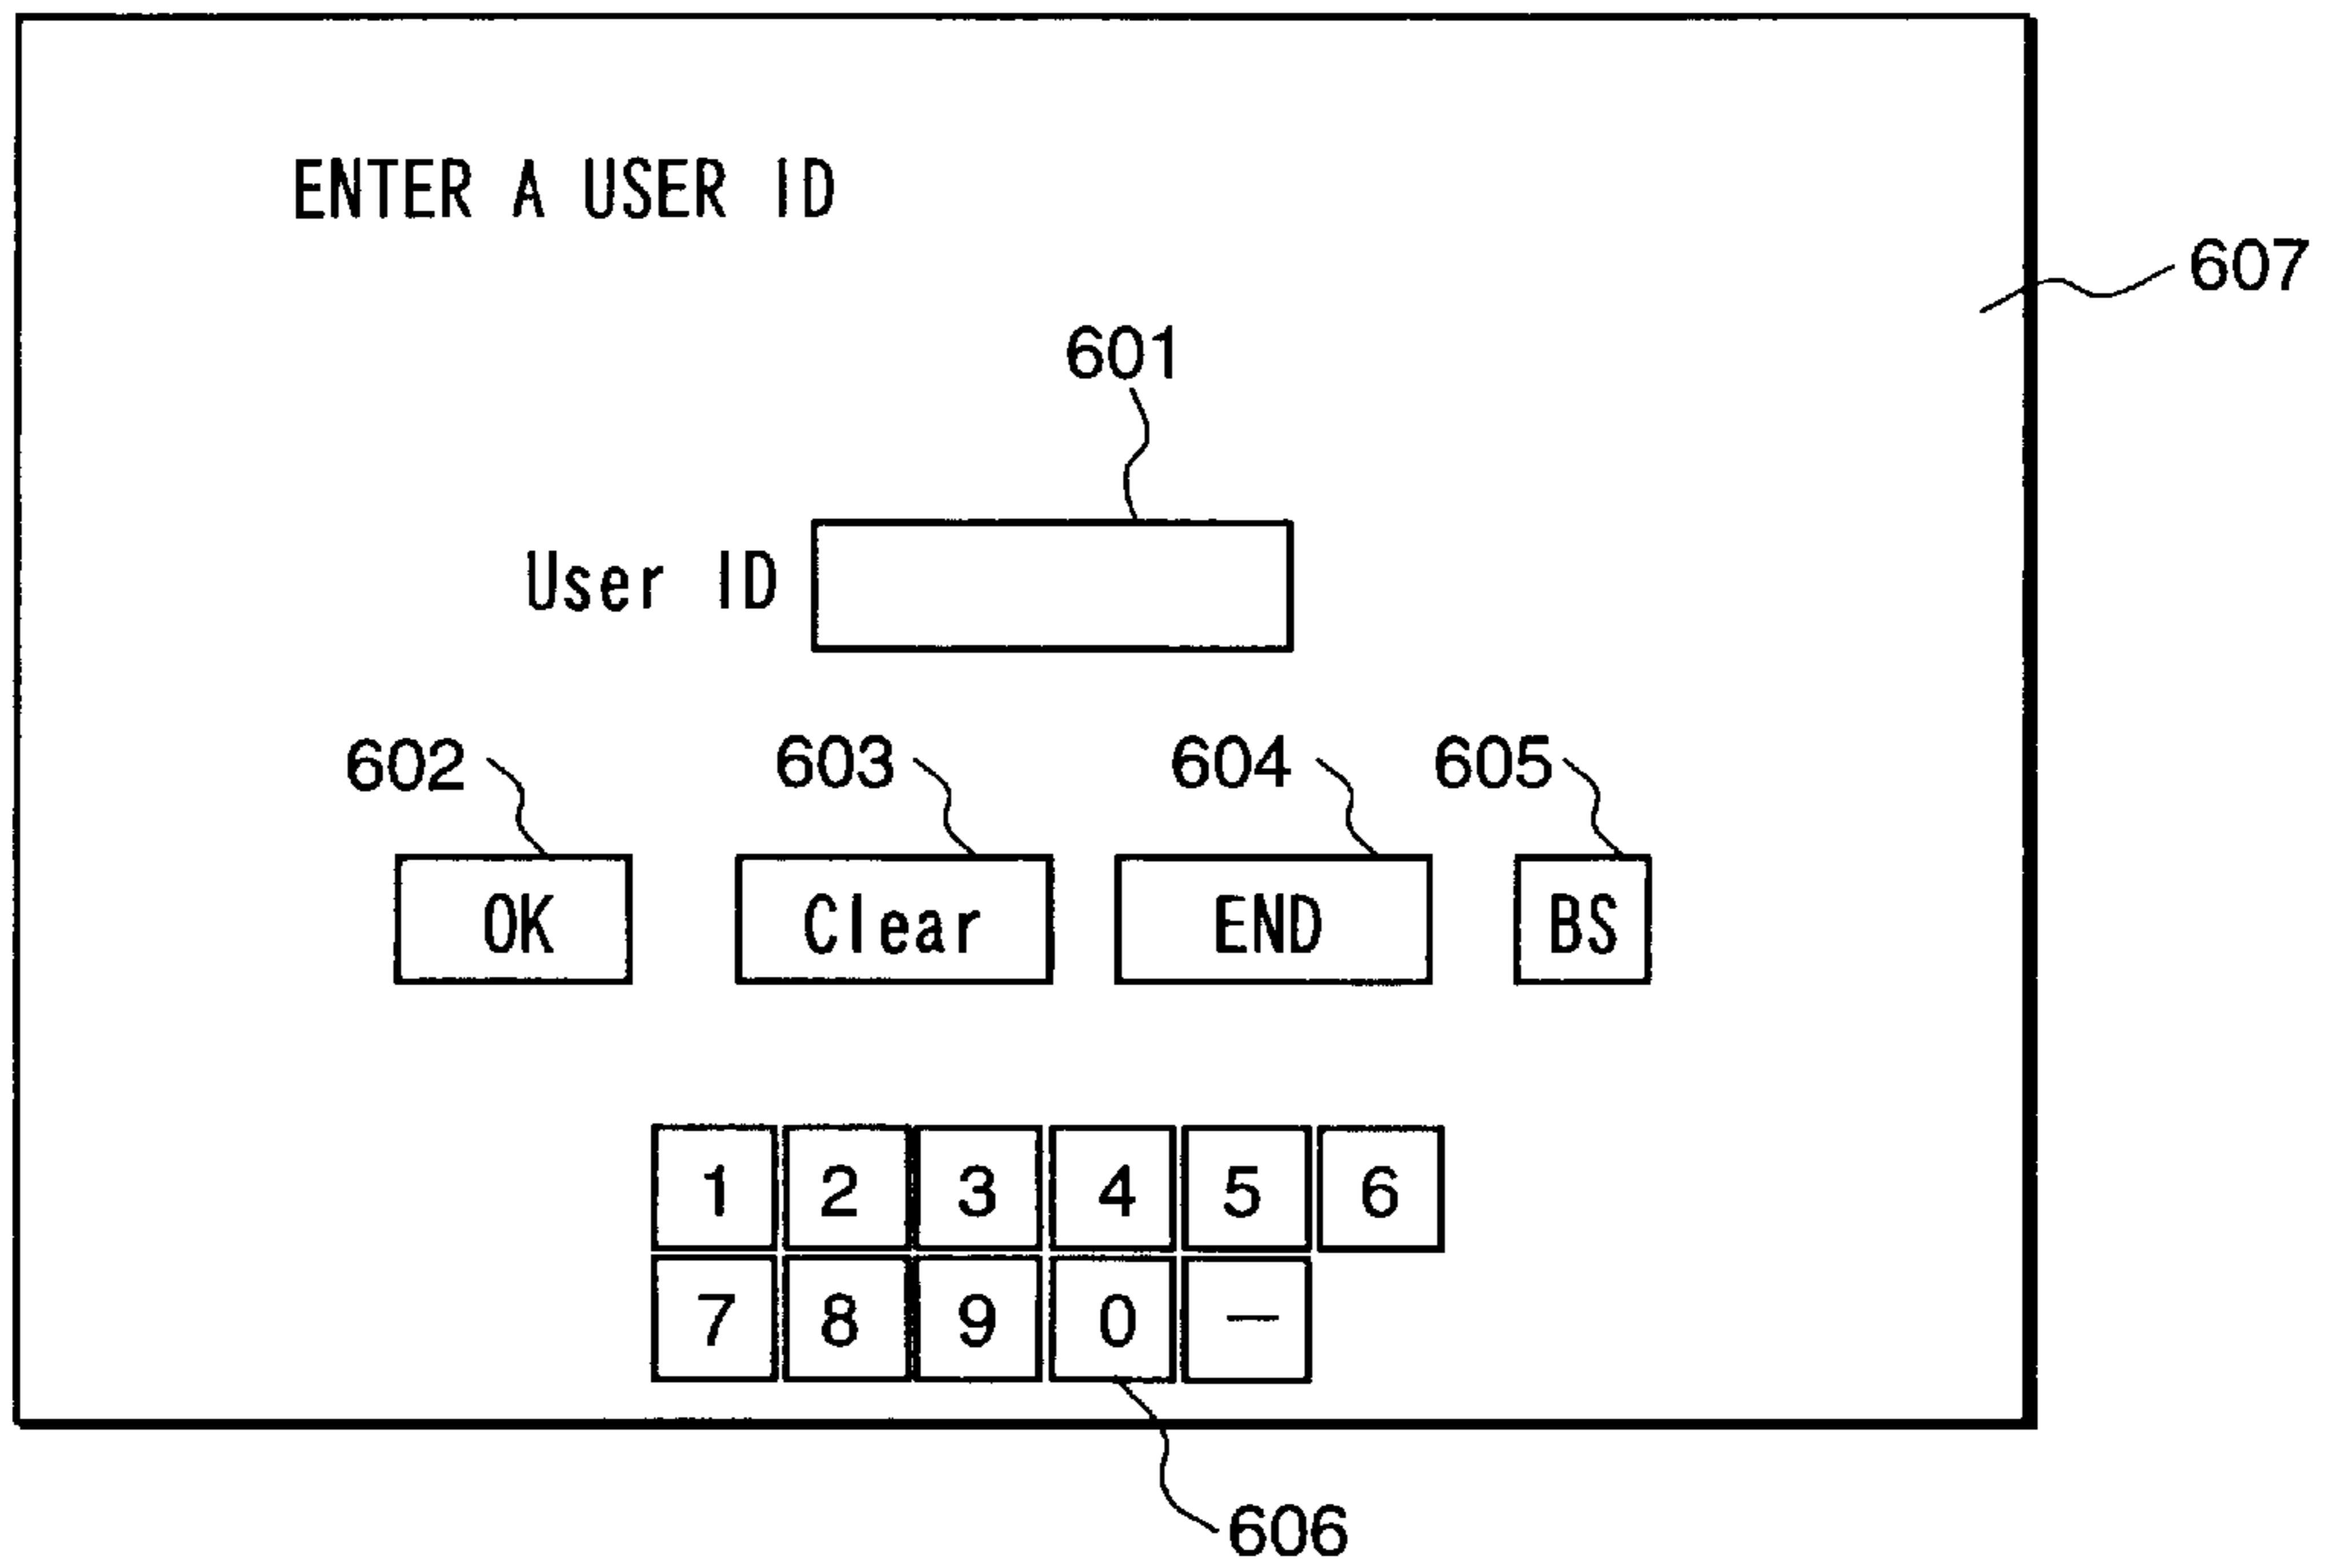 ENTER A USER ID
607
601
User ID
602 603 604 605
OK Clear END BS
1 2 3 4 5 6
7 8 9 0 —
606